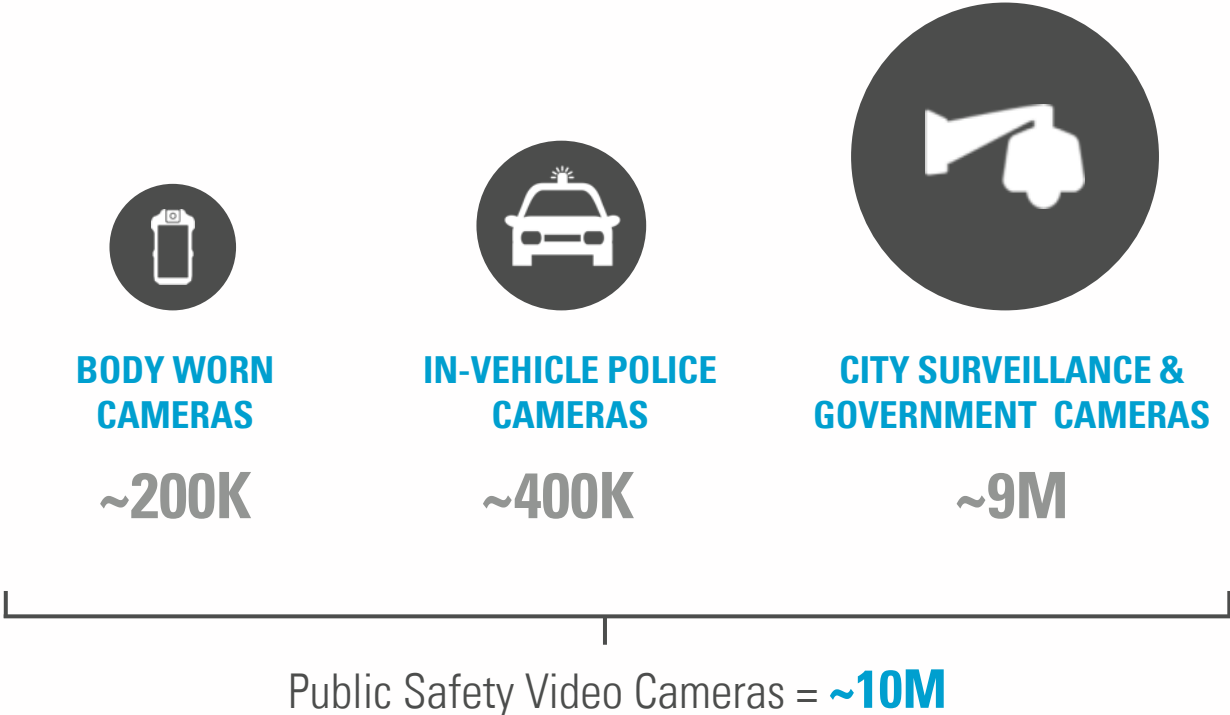 BODY WORN
CAMERAS
~200K
IN-VEHICLE POLICE
CAMERAS
~400K
CITY SURVEILLANCE &
GOVERNMENT CAMERAS
~9M
Public Safety Video Cameras = ~10M